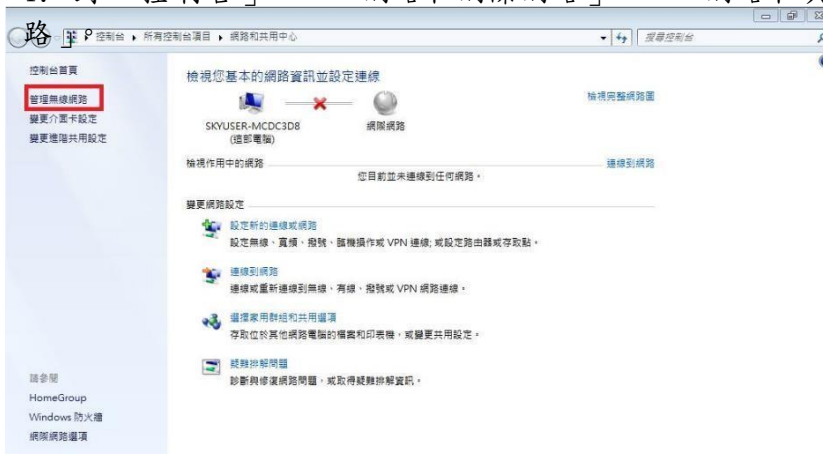 路
控制台 ▸ 所有控制台項目 ▸ 網路和共用中心
搜尋控制台
控制台首頁
管理無線網路
變更介面卡設定
變更進階共用設定
檢視您基本的網路資訊並設定連線
檢視完整網路圖
SKYUSER-MCDC3D8
(這部電腦)
網際網路
檢視作用中的網路
連線到網路
您目前並未連線到任何網路。
變更網路設定
設定新的連線或網路
設定無線、寬頻、撥號、臨機操作或 VPN 連線; 或設定路由器或存取點。
連線到網路
連線或重新連線到無線、有線、撥號或 VPN 網路連線。
選擇家用群組和共用選項
存取位於其他網路電腦的檔案和印表機，或變更共用設定。
疑難排解問題
診斷與修復網路問題，或取得疑難排解資訊。
請參閱
HomeGroup
Windows 防火牆
網際網路選項